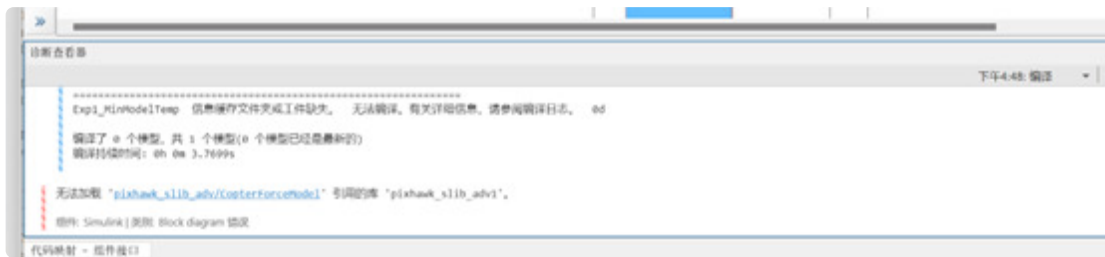 诊断查看器
下午4:48: 编译
============================================================
Exp1_MinModelTemp 信息缓存文件夹或工件缺失。 无法编译。有关详细信息，请参阅编译日志。 0d
编译了 0 个模型，共 1 个模型(0 个模型已经是最新的)
编译持续时间: 0h 0m 3.7699s
无法加载 'pixhawk_slib_adv/CopterForceModel' 引用的库 'pixhawk_slib_adv1'。
组件: Simulink | 类别: Block diagram 错误
代码映射 - 组件接口